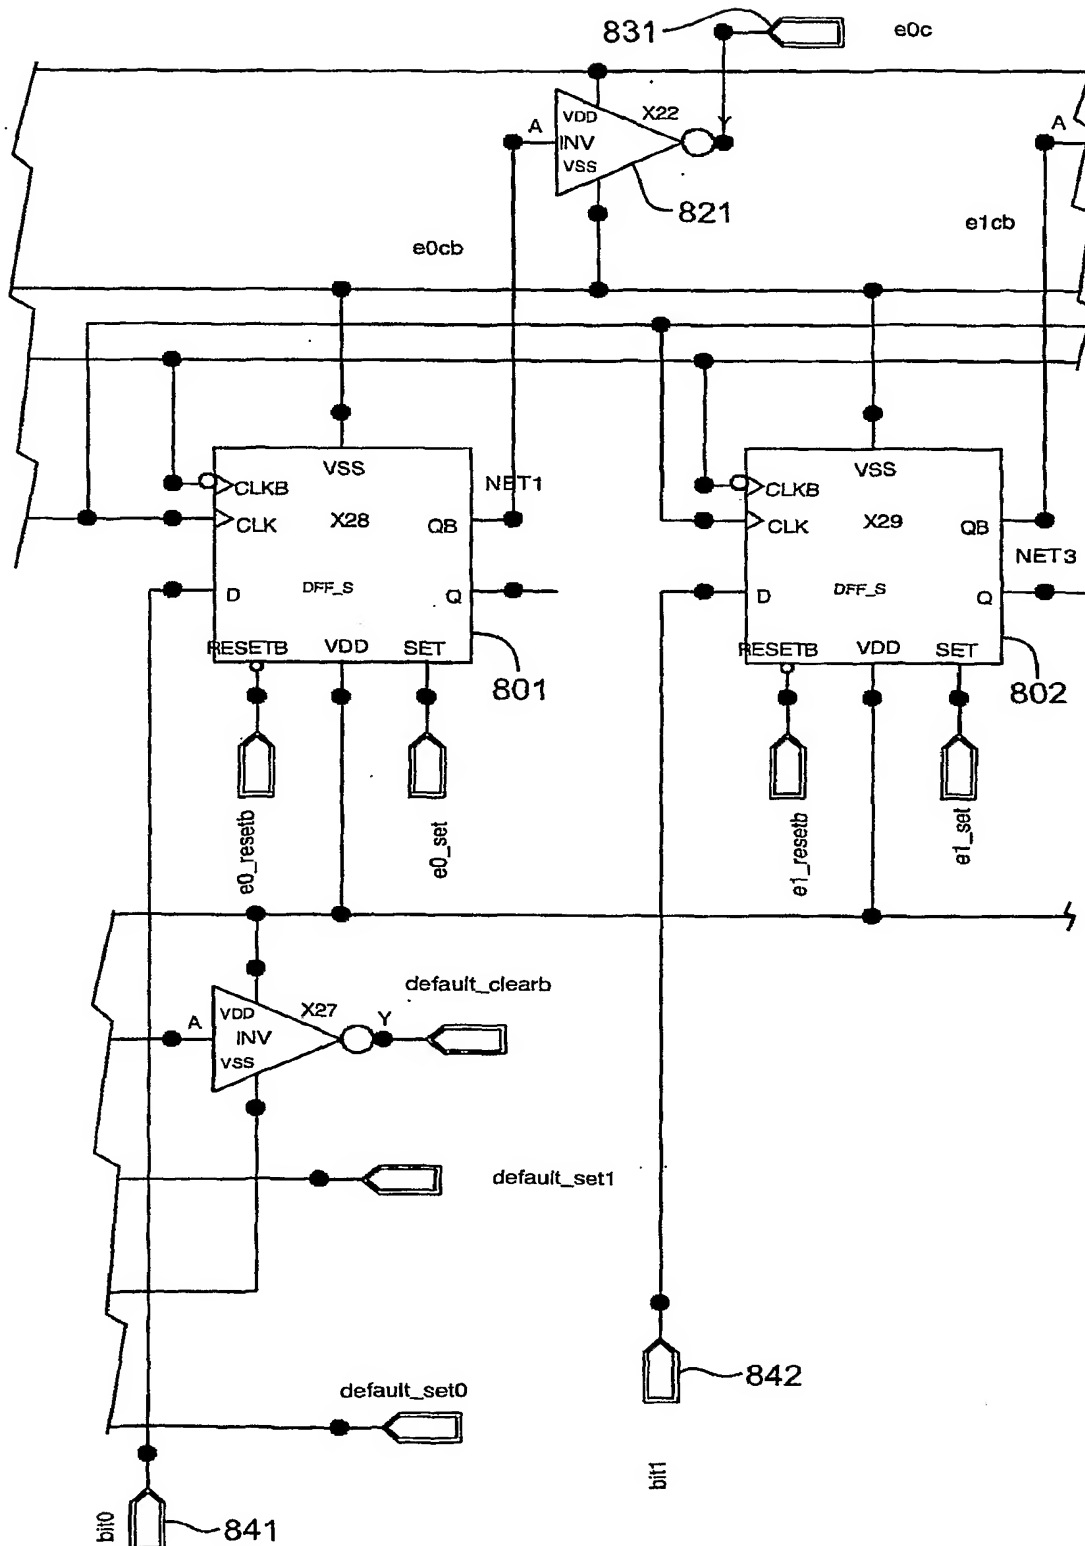 831
e0c
A
VDD
X22
Y
INV
VSS
821
A
e0cb
e1cb
VSS
CLKB
NET1
CLK
X28
QB
D
DFF_S
Q
RESETB
VDD
SET
801
VSS
CLKB
CLK
X29
QB
NET3
D
DFF_S
Q
RESETB
VDD
SET
802
e0_resetb
e0_set
e1_resetb
e1_set
default_clearb
A
VDD
X27
Y
INV
VSS
default_set1
842
default_set0
bit1
bit0
841